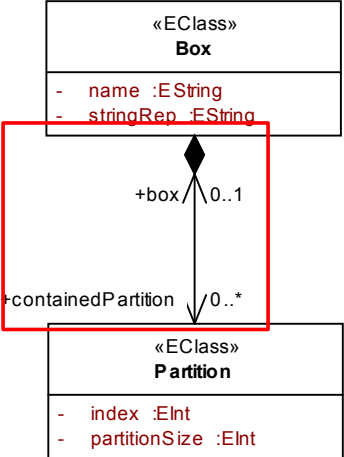 «EClass»
Box
- name :EString
- stringRep :EString
+box 0..1
+containedPartition 0..*
«EClass»
Partition
- index :EInt
- partitionSize :EInt